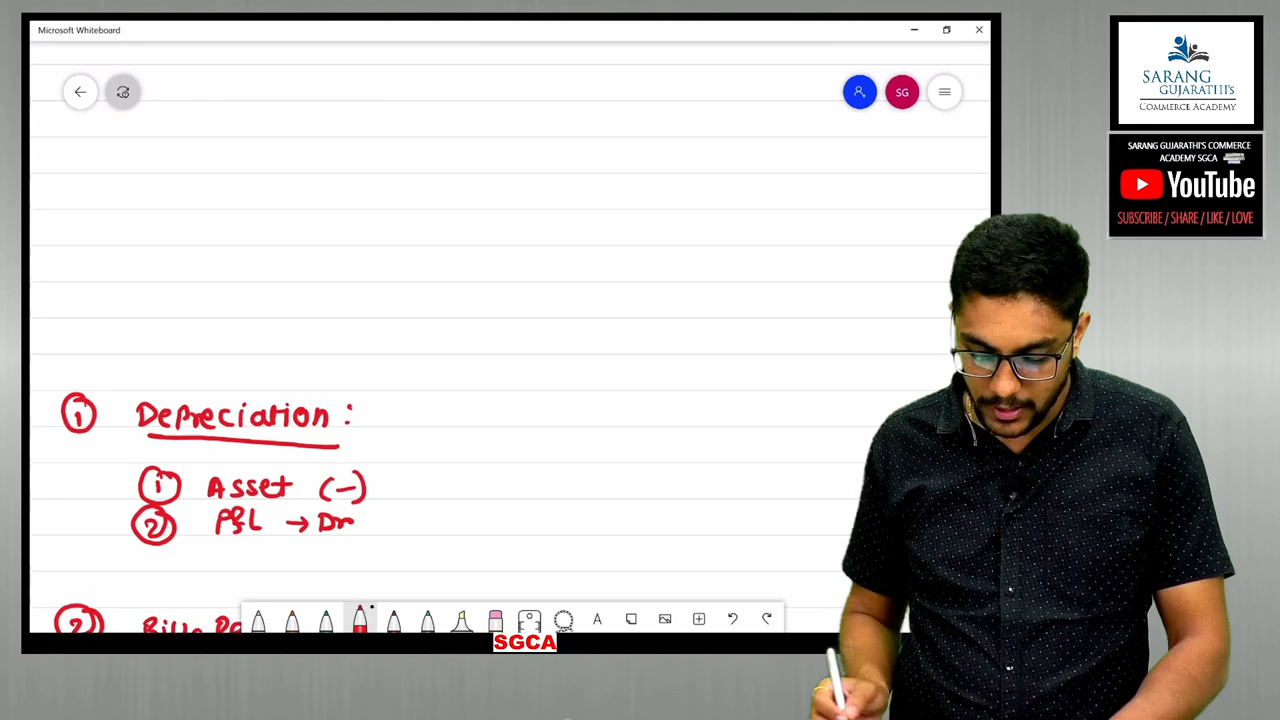 Microsoft Whiteboard
SG
SARANG
GUJARATHI'S
COMMERCE ACADEMY
SARANG GUJARATHI'S COMMERCE
ACADEMY SGCA
YouTube
SUBSCRIBE / SHARE / LIKE / LOVE
① Depreciation :
① Asset (-)
② P&L → Dr
② Bills
SGCA